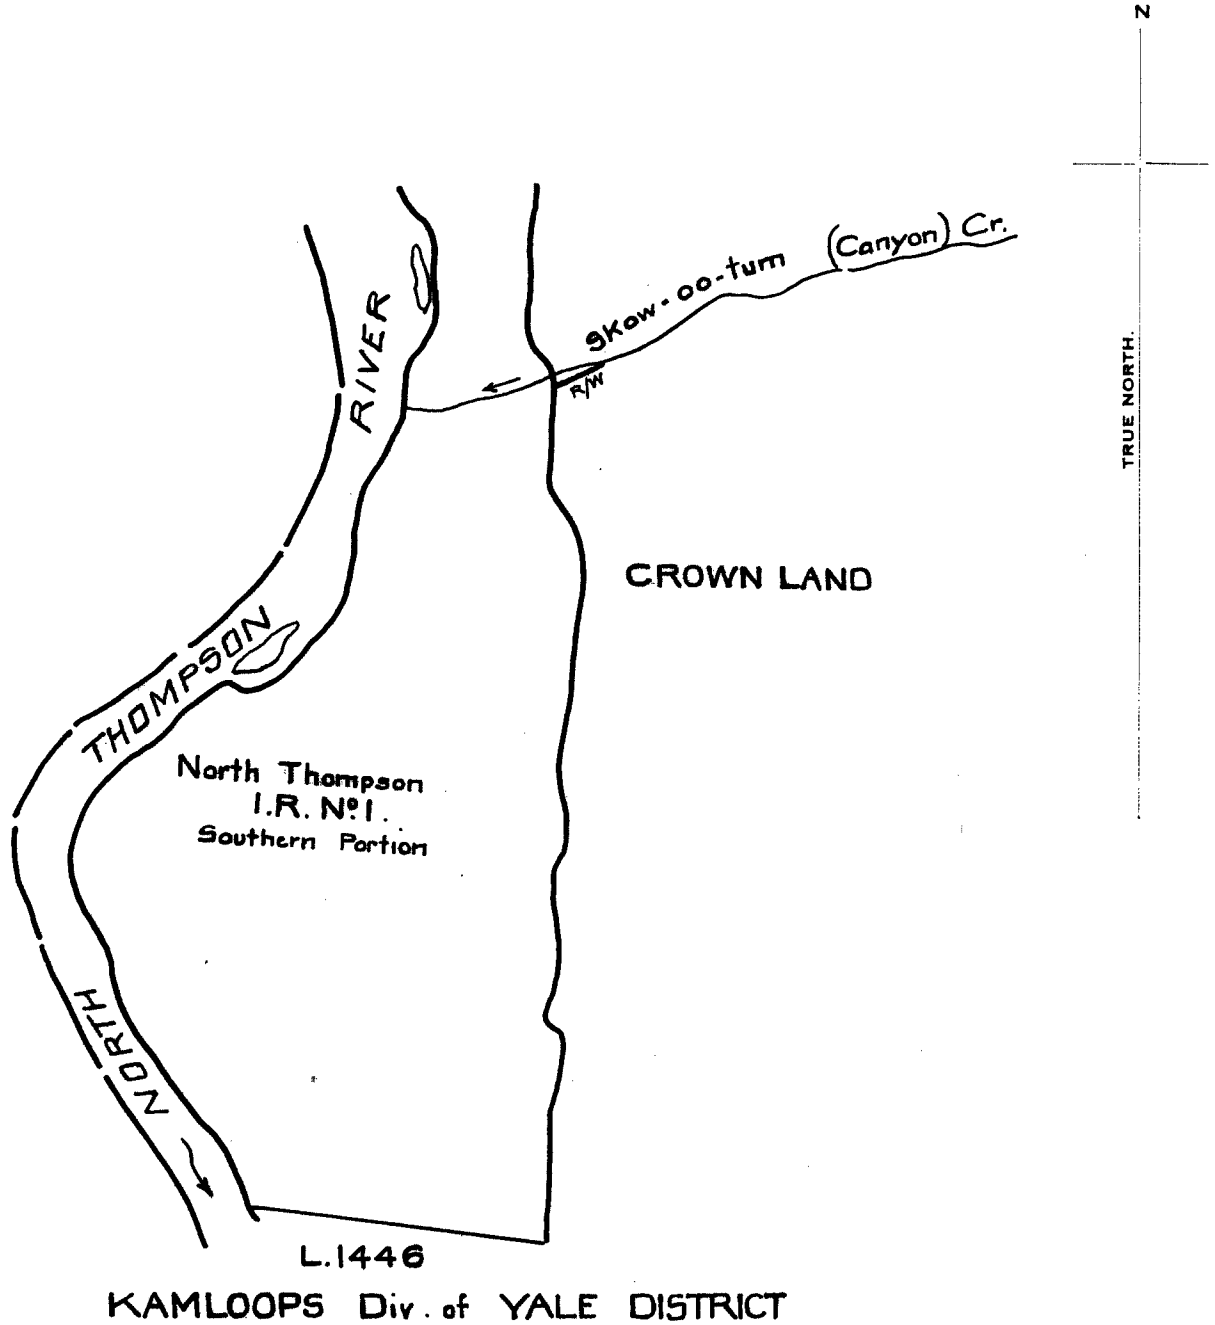 N
TRUE NORTH.
Skow-oo-tum (Canyon) Cr.
R/W
RIVER
CROWN LAND
THOMPSON
North Thompson
I.R. Nº1.
Southern Portion
NORTH
L.1446
KAMLOOPS Div. of YALE DISTRICT